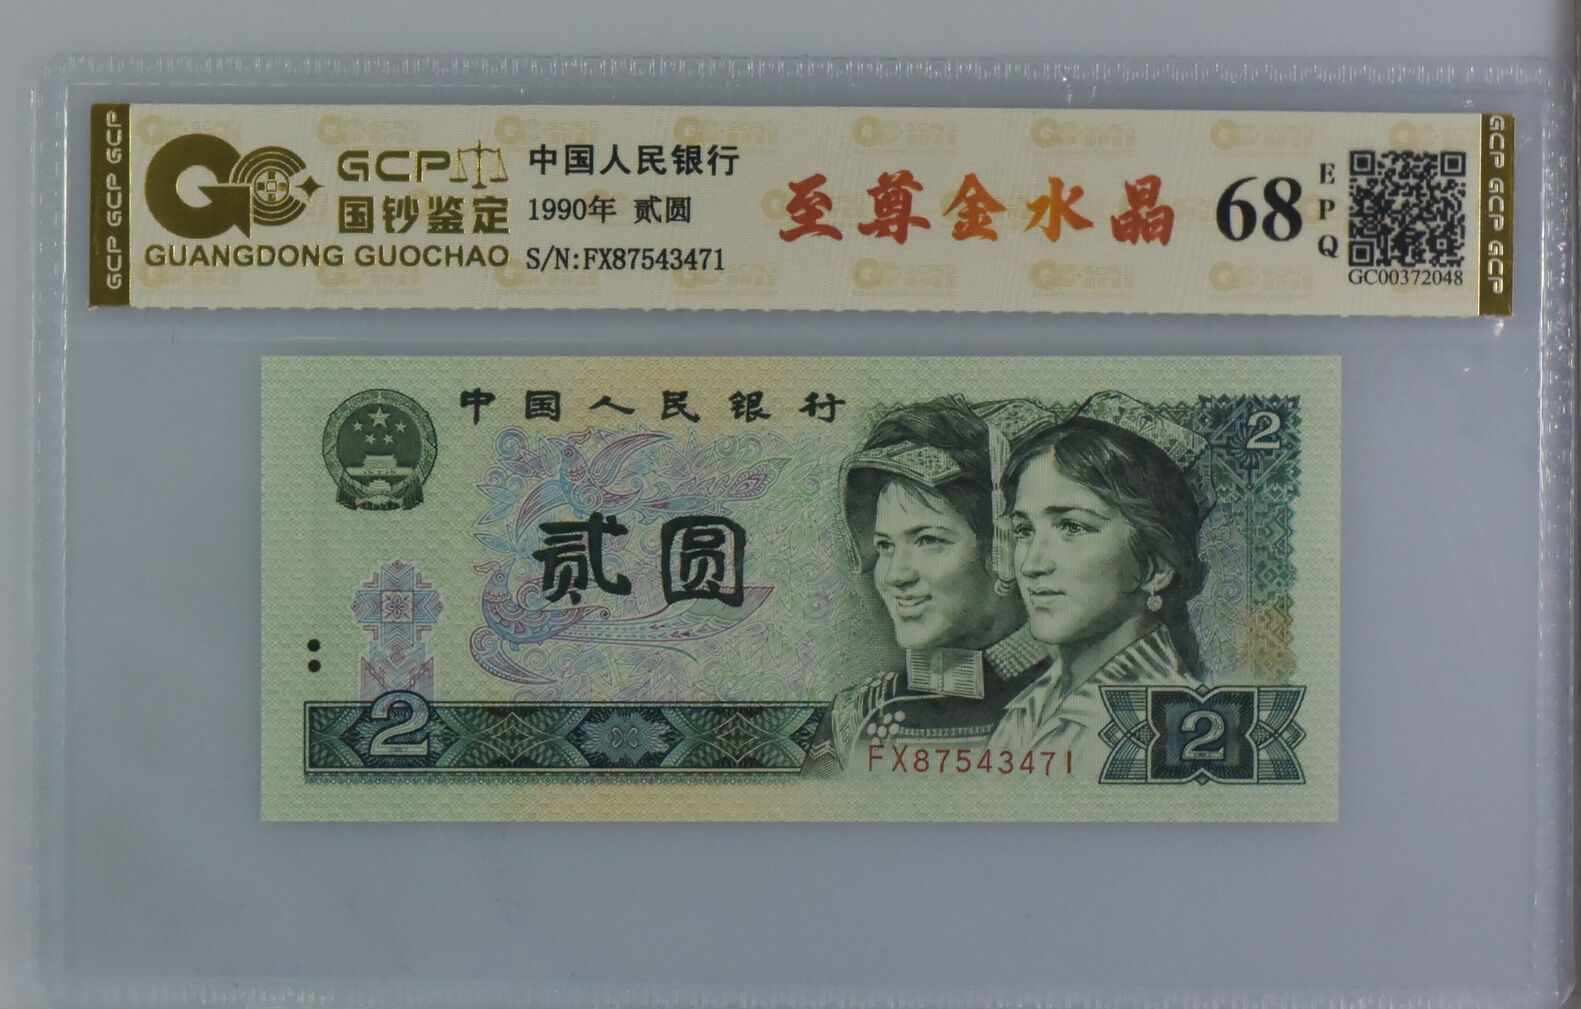 GCP GCP GCP
GCP
国钞鉴定
GUANGDONG GUOCHAO
中国人民银行
1990年 贰圆
S/N:FX87543471
至尊金水晶
68
EPQ
GC00372048
GCP GCP GCP
中国人民银行
2
贰圆
2
FX87543471
2